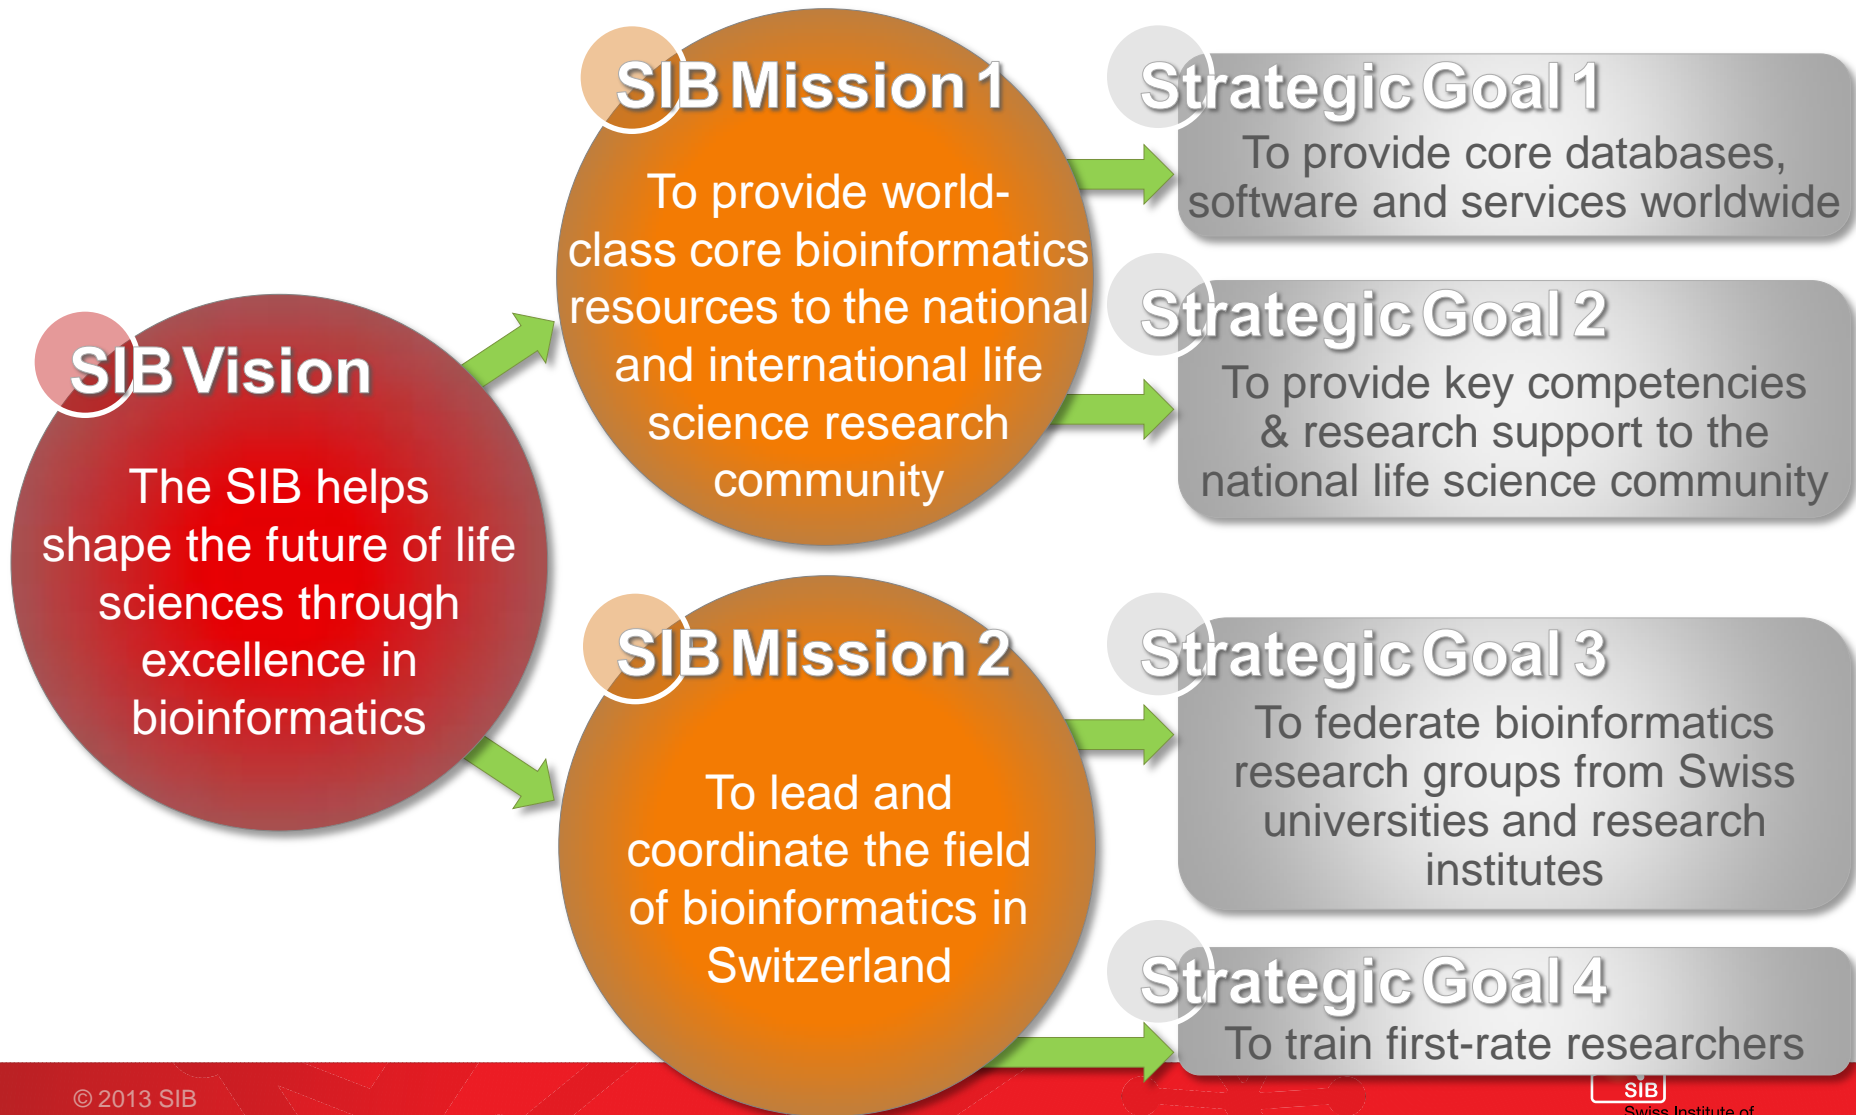 SIB Vision
The SIB helps
shape the future of life
sciences through
excellence in
bioinformatics
SIB Mission 1
To provide world-
class core bioinformatics
resources to the national
and international life
science research
community
Strategic Goal 1
To provide core databases,
software and services worldwide
Strategic Goal 2
To provide key competencies
& research support to the
national life science community
SIB Mission 2
To lead and
coordinate the field
of bioinformatics in
Switzerland
Strategic Goal 3
To federate bioinformatics
research groups from Swiss
universities and research
institutes
Strategic Goal 4
To train first-rate researchers
© 2013 SIB
SIB
Swiss Institute of